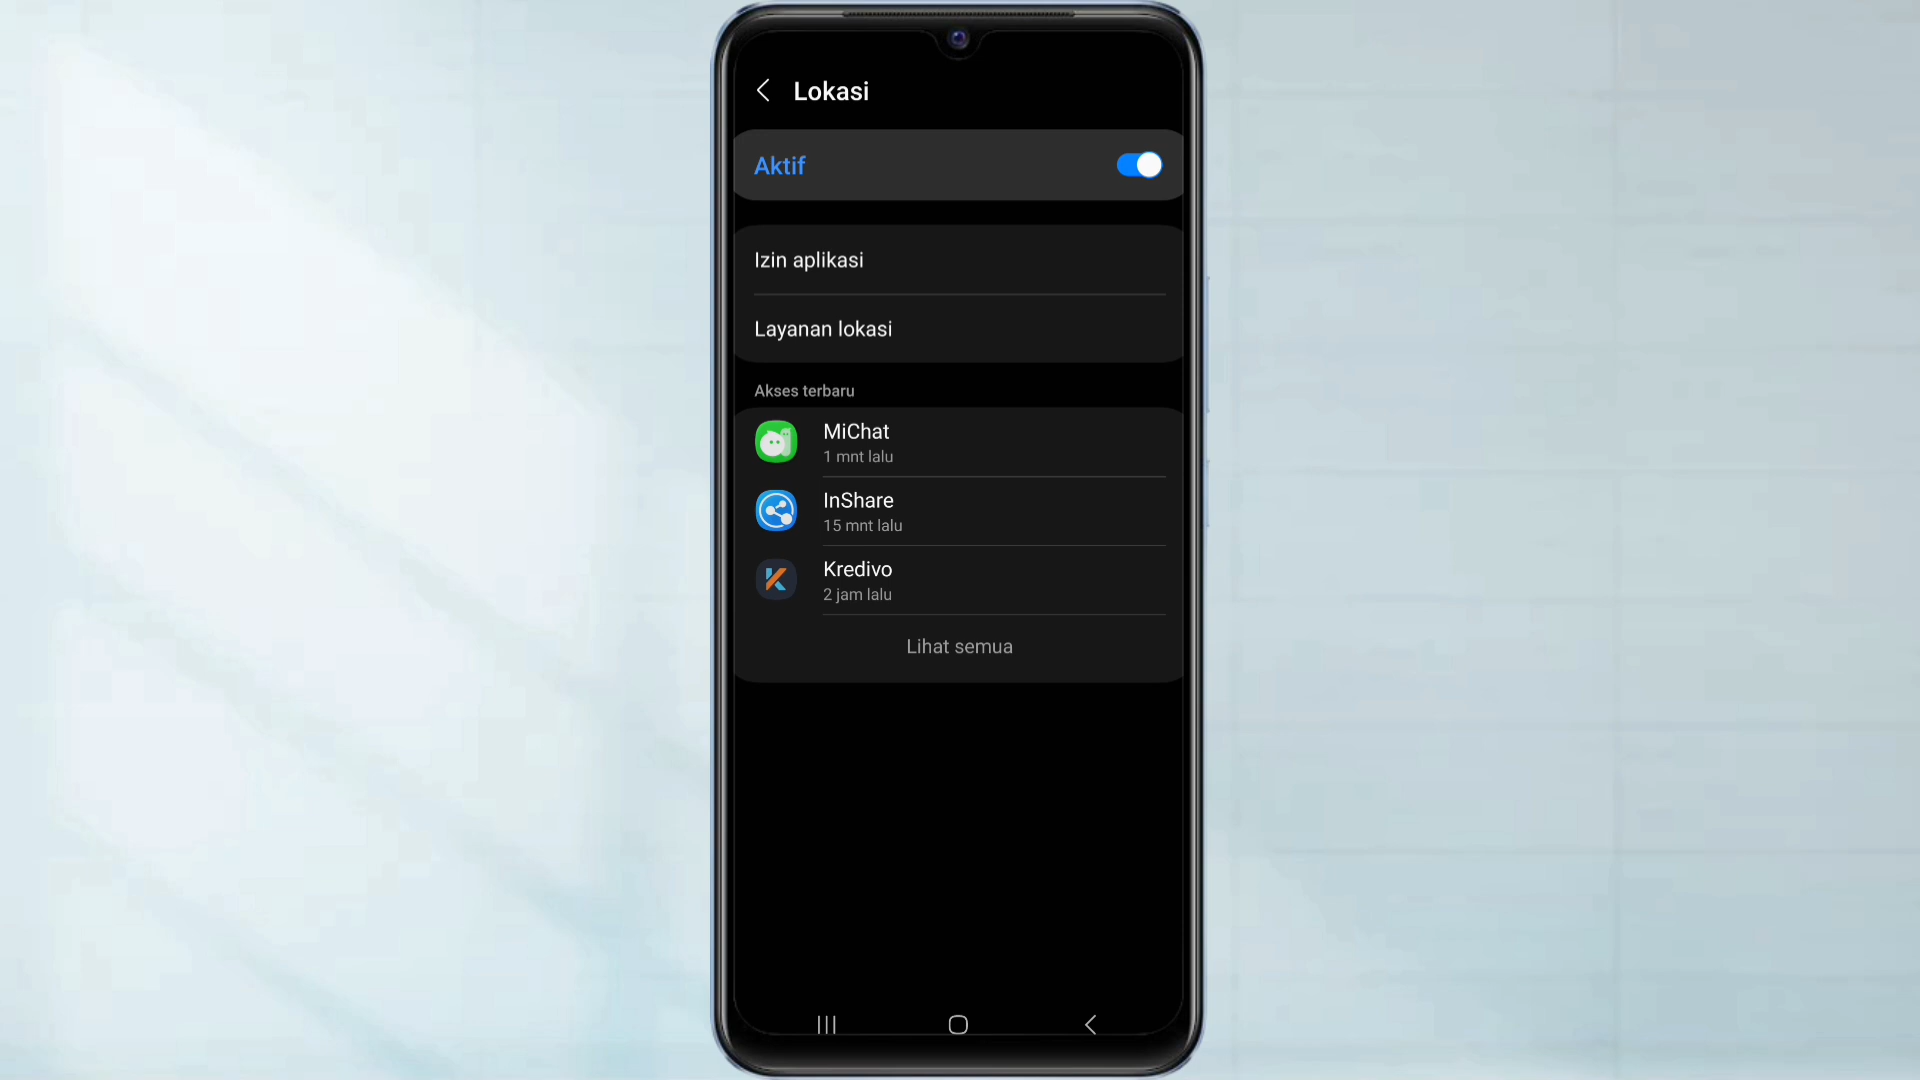 Lokasi
Aktif
Izin aplikasi
Layanan lokasi
Akses terbaru
MiChat
1 mnt lalu
InShare
15 mnt lalu
Kredivo
2 jam lalu
Lihat semua